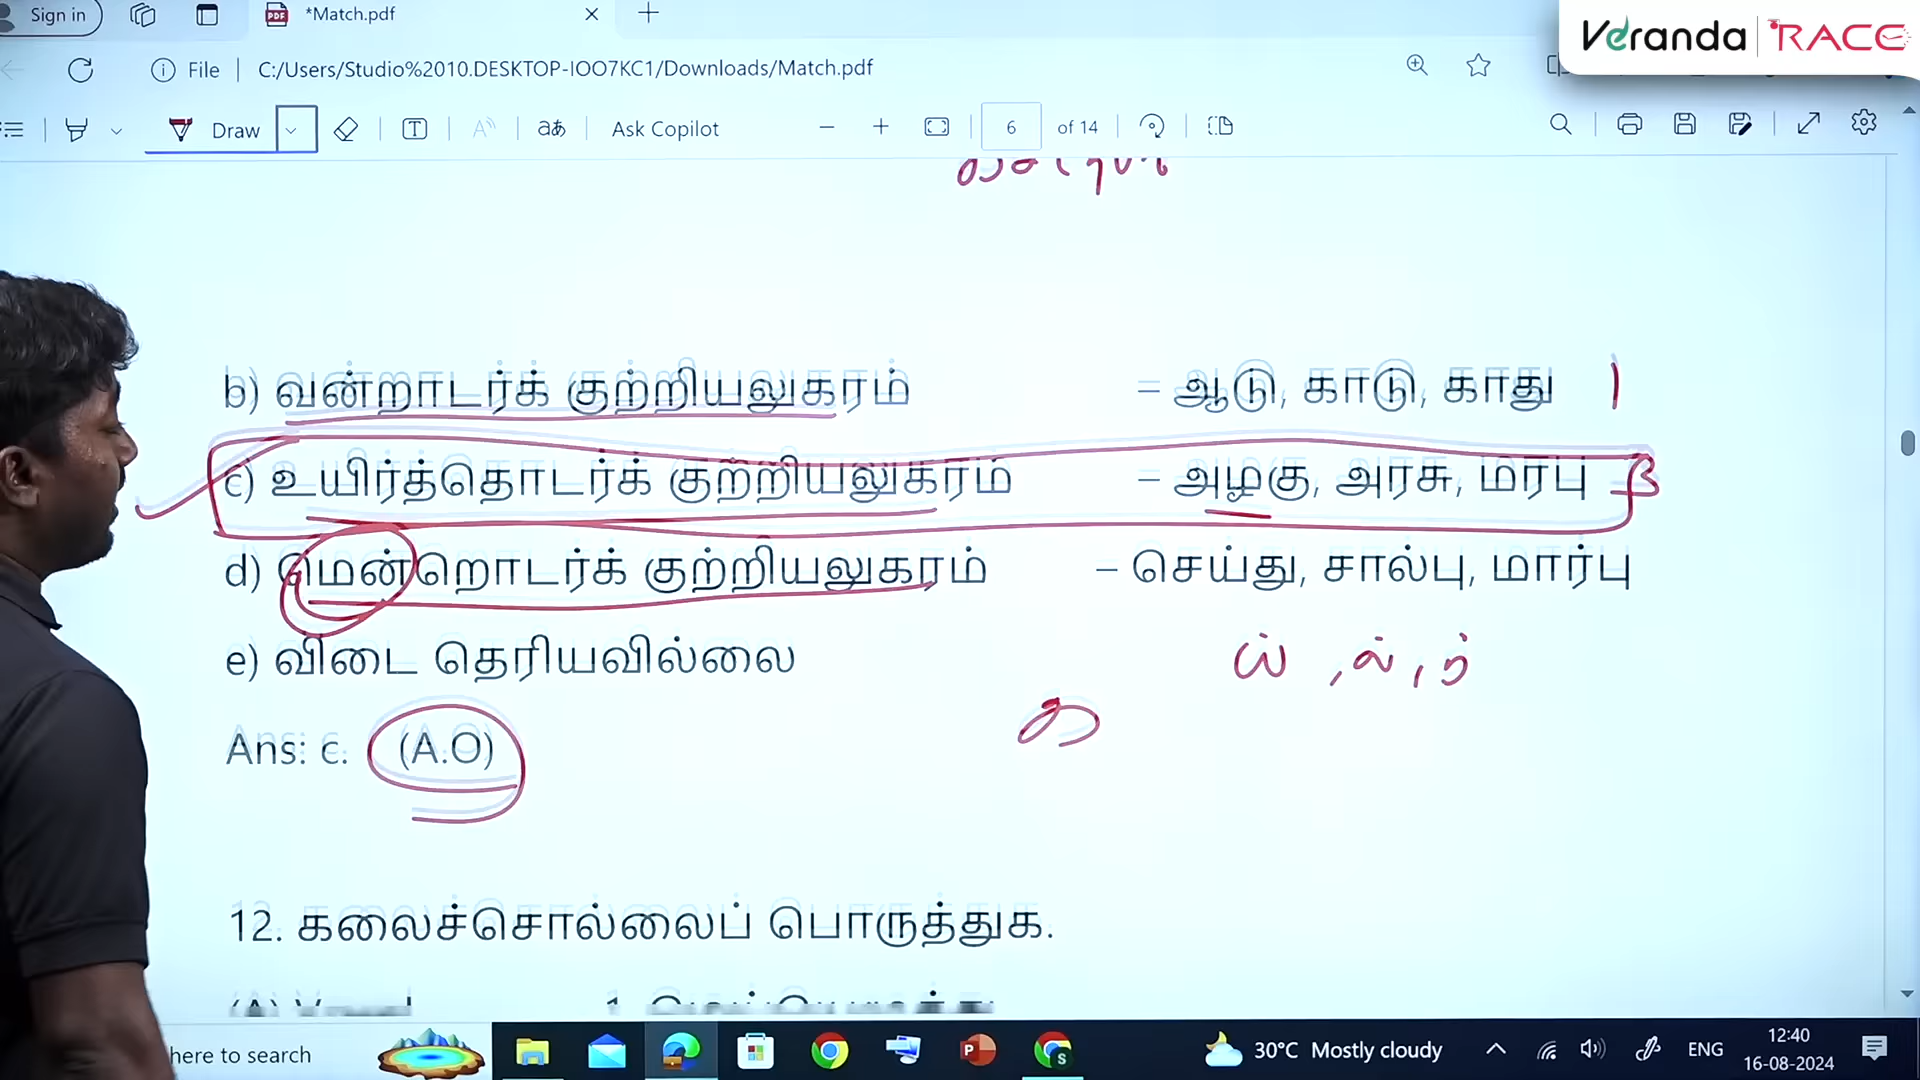 Sign in
*Match.pdf
Veranda RACE
File C:/Users/Studio%2010.DESKTOP-IOO7KC1/Downloads/Match.pdf
Draw Ask Copilot 6 of 14
b) வன்றொடர்க் குற்றியலுகரம் – ஆடு, காடு, காது
c) உயிர்த்தொடர்க் குற்றியலுகரம் – அழகு, அரசு, மரபு
d) மென்றொடர்க் குற்றியலுகரம் – செய்து, சால்பு, மார்பு
e) விடை தெரியவில்லை
ய் , ல், ர்
Ans: c. (A.O)
12. கலைச்சொல்லைப் பொருத்துக.
here to search
30°C Mostly cloudy
ENG
12:40
16-08-2024